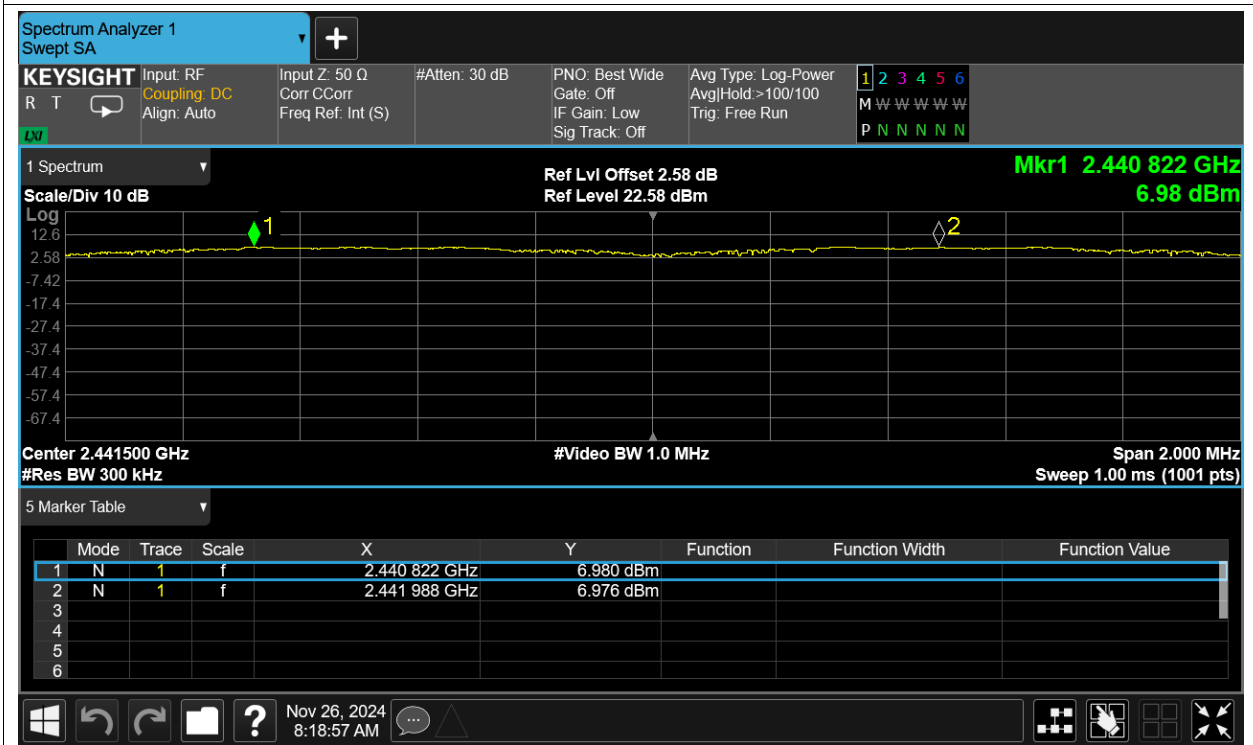 Spectrum Analyzer 1
Swept SA
KEYSIGHT
R T
LXI
Input: RF
Coupling: DC
Align: Auto
Input Z: 50 Ω
Corr CCorr
Freq Ref: Int (S)
#Atten: 30 dB
PNO: Best Wide
Gate: Off
IF Gain: Low
Sig Track: Off
Avg Type: Log-Power
Avg|Hold:>100/100
Trig: Free Run
1 2 3 4 5 6
M W W W W W
P N N N N N
1 Spectrum
Scale/Div 10 dB
Ref Lvl Offset 2.58 dB
Ref Level 22.58 dBm
Mkr1 2.440 822 GHz
6.98 dBm
Log
12.6
2.58
-7.42
-17.4
-27.4
-37.4
-47.4
-57.4
-67.4
1
2
Center 2.441500 GHz
#Video BW 1.0 MHz
Span 2.000 MHz
#Res BW 300 kHz
Sweep 1.00 ms (1001 pts)
5 Marker Table
Mode Trace Scale X Y Function Function Width Function Value
1 N 1 f 2.440 822 GHz 6.980 dBm
2 N 1 f 2.441 988 GHz 6.976 dBm
3
4
5
6
?
Nov 26, 2024
8:18:57 AM